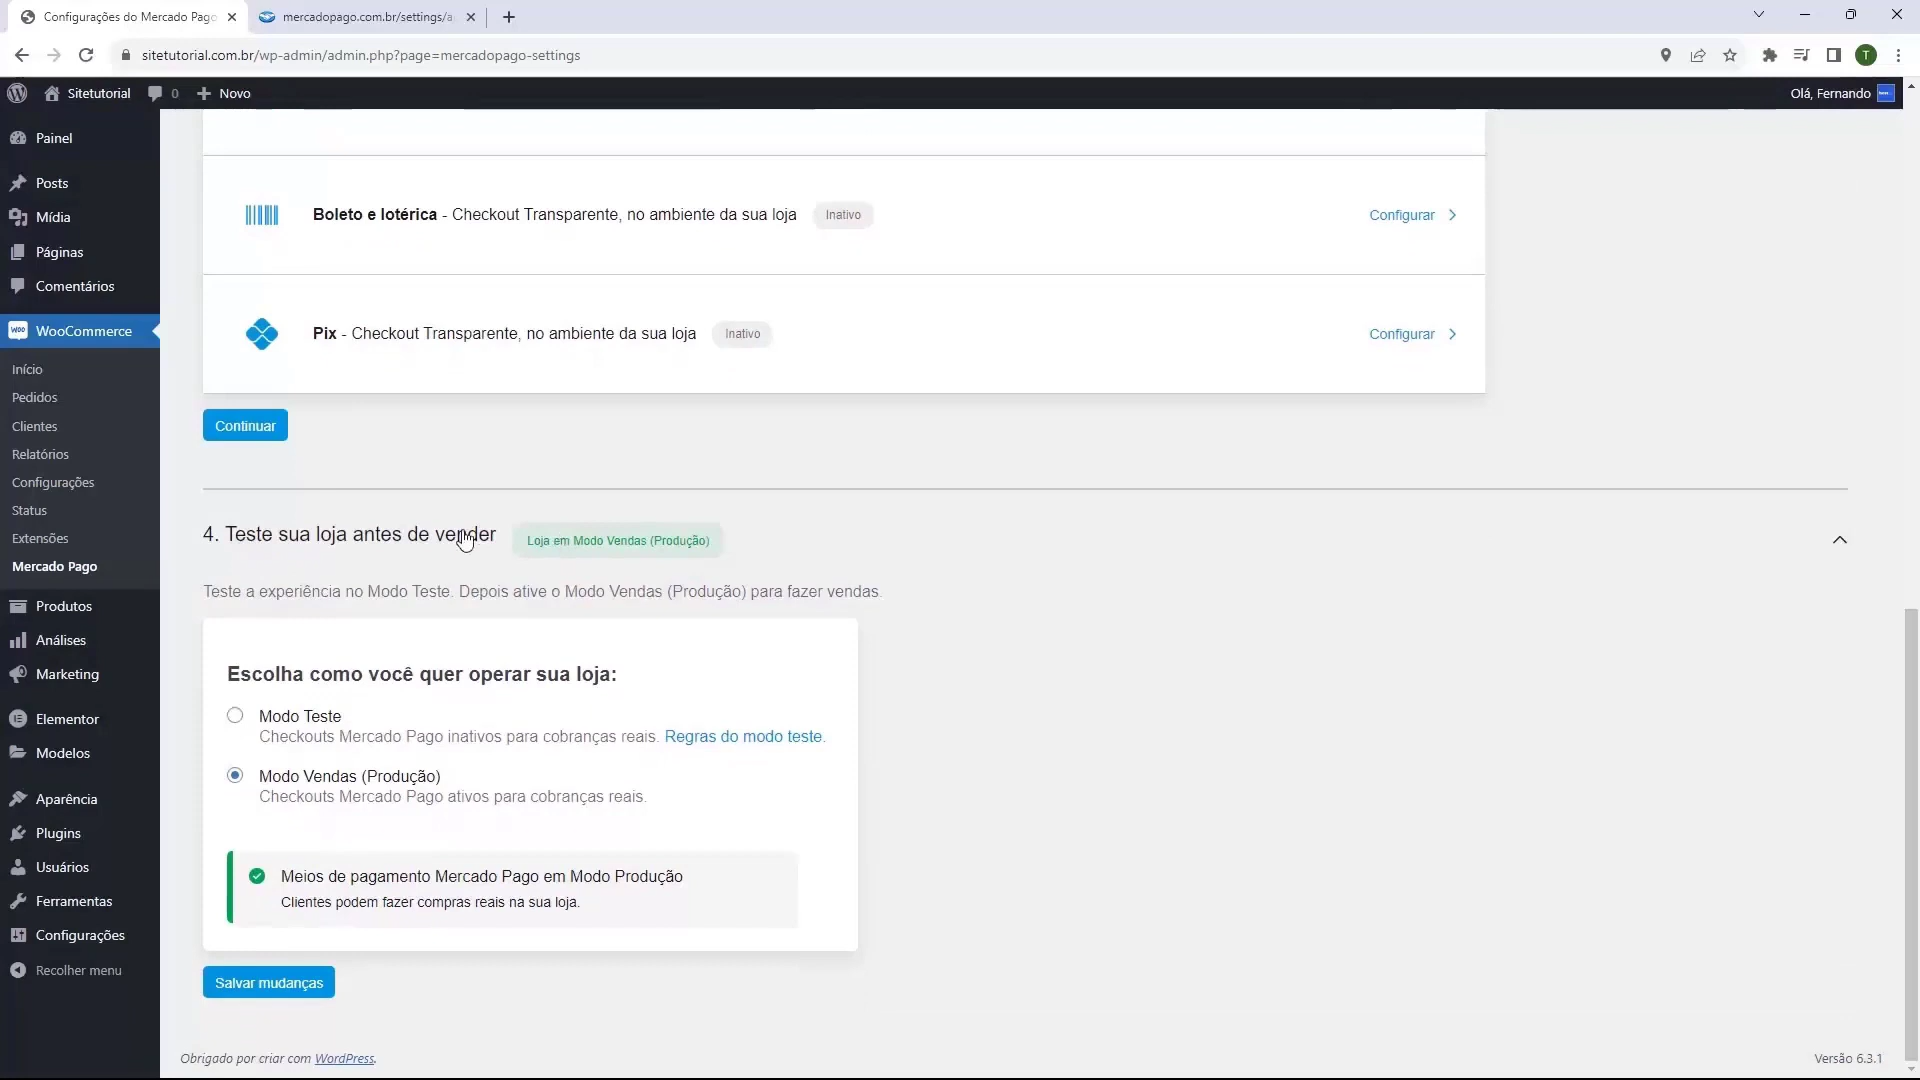 Configurações do Mercado Pago
mercadopago.com.br/settings/a
sitetutorial.com.br/wp-admin/admin.php?page=mercadopago-settings
T
Sitetutorial
0
Novo
Olá, Fernando
Painel
Posts
Mídia
Páginas
Comentários
WooCommerce
Início
Pedidos
Clientes
Relatórios
Configurações
Status
Extensões
Mercado Pago
Produtos
Análises
Marketing
Elementor
Modelos
Aparência
Plugins
Usuários
Ferramentas
Configurações
Recolher menu
Boleto e lotérica - Checkout Transparente, no ambiente da sua loja
Inativo
Configurar
Pix - Checkout Transparente, no ambiente da sua loja
Inativo
Configurar
Continuar
4. Teste sua loja antes de vender
Loja em Modo Vendas (Produção)
Teste a experiência no Modo Teste. Depois ative o Modo Vendas (Produção) para fazer vendas.
Escolha como você quer operar sua loja:
Modo Teste
Checkouts Mercado Pago inativos para cobranças reais. Regras do modo teste.
Modo Vendas (Produção)
Checkouts Mercado Pago ativos para cobranças reais.
Meios de pagamento Mercado Pago em Modo Produção
Clientes podem fazer compras reais na sua loja.
Salvar mudanças
Obrigado por criar com WordPress.
Versão 6.3.1